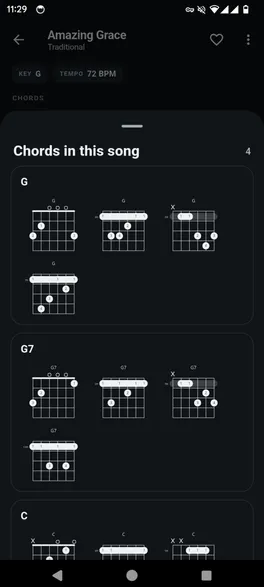 11:29
Amazing Grace
Traditional
KEY G TEMPO 72 BPM
CHORDS
Chords in this song 4
G
G G G
G
G7
G7 G7 G7
G7
C
C C C